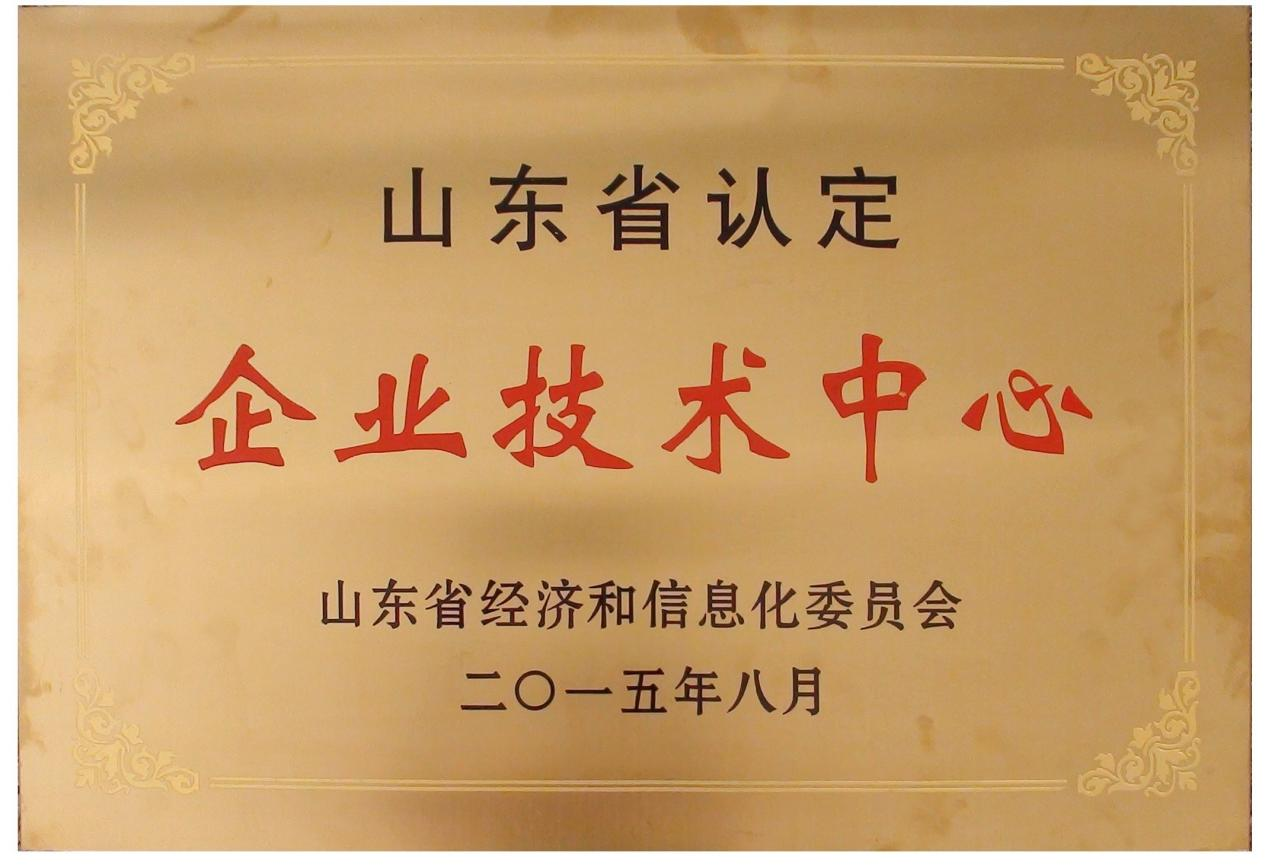 山东省认定
企业技术中心
山东省经济和信息化委员会
二〇一五年八月